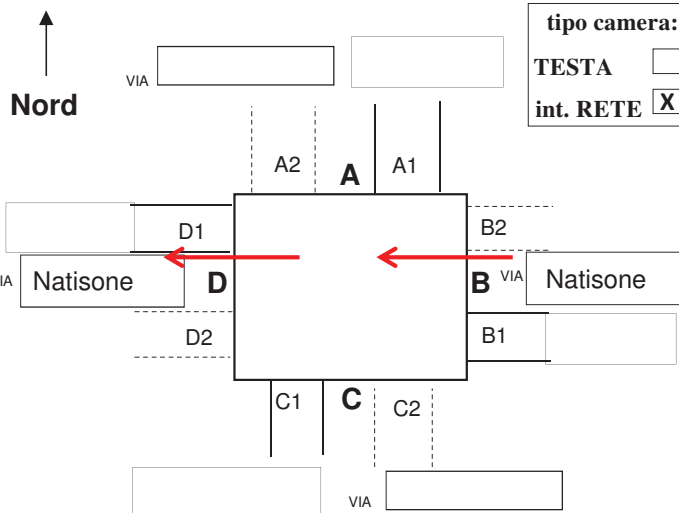 tipo camera:
TESTA
int. RETE X
Nord
VIA
A2
A
A1
D1
B2
VIA Natisone
D
B
VIA Natisone
D2
B1
C1
C
C2
VIA